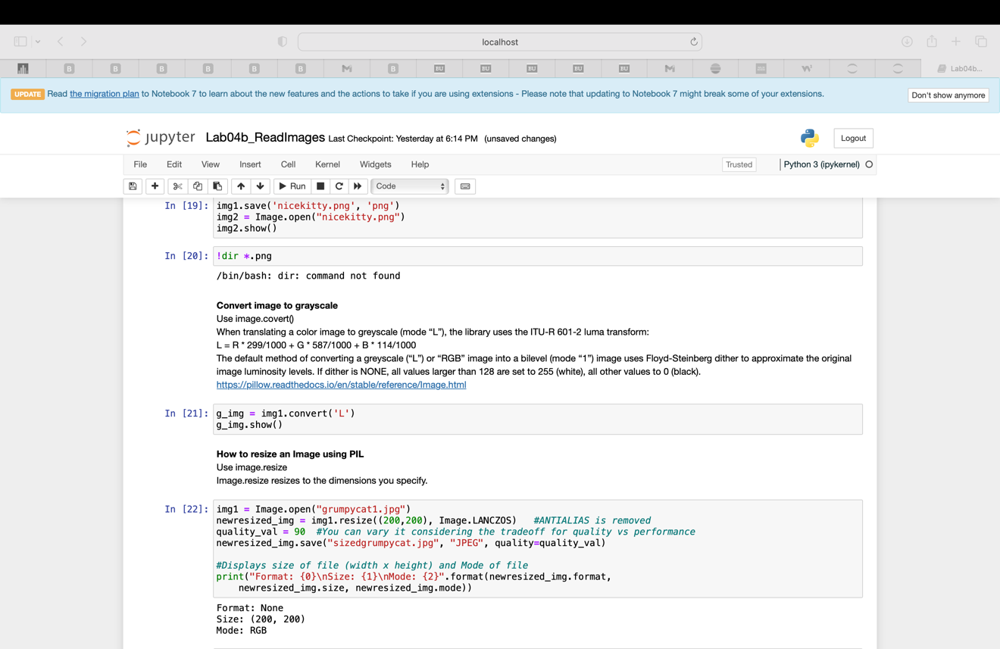 localhost
B
B
B
B
B
B
B
BU
BU
BU
BU
BU
Lab04b...
UPDATE Read the migration plan to Notebook 7 to learn about the new features and the actions to take if you are using extensions - Please note that updating to Notebook 7 might break some of your extensions.
Don't show anymore
jupyter Lab04b_ReadImages Last Checkpoint: Yesterday at 6:14 PM (unsaved changes)
Logout
File Edit View Insert Cell Kernel Widgets Help
Trusted
Python 3 (ipykernel)
Run
Code
In [19]: img1.save('nicekitty.png', 'png')
img2 = Image.open("nicekitty.png")
img2.show()
In [20]: !dir *.png
/bin/bash: dir: command not found
Convert image to grayscale
Use image.covert()
When translating a color image to greyscale (mode “L”), the library uses the ITU-R 601-2 luma transform:
L = R * 299/1000 + G * 587/1000 + B * 114/1000
The default method of converting a greyscale (“L”) or “RGB” image into a bilevel (mode “1”) image uses Floyd-Steinberg dither to approximate the original
image luminosity levels. If dither is NONE, all values larger than 128 are set to 255 (white), all other values to 0 (black).
https://pillow.readthedocs.io/en/stable/reference/Image.html
In [21]: g_img = img1.convert('L')
g_img.show()
How to resize an Image using PIL
Use image.resize
Image.resize resizes to the dimensions you specify.
In [22]: img1 = Image.open("grumpycat1.jpg")
newresized_img = img1.resize((200,200), Image.LANCZOS)   #ANTIALIAS is removed
quality_val = 90  #You can vary it considering the tradeoff for quality vs performance
newresized_img.save("sizedgrumpycat.jpg", "JPEG", quality=quality_val)
#Displays size of file (width x height) and Mode of file
print("Format: {0}\nSize: {1}\nMode: {2}".format(newresized_img.format,
    newresized_img.size, newresized_img.mode))
Format: None
Size: (200, 200)
Mode: RGB